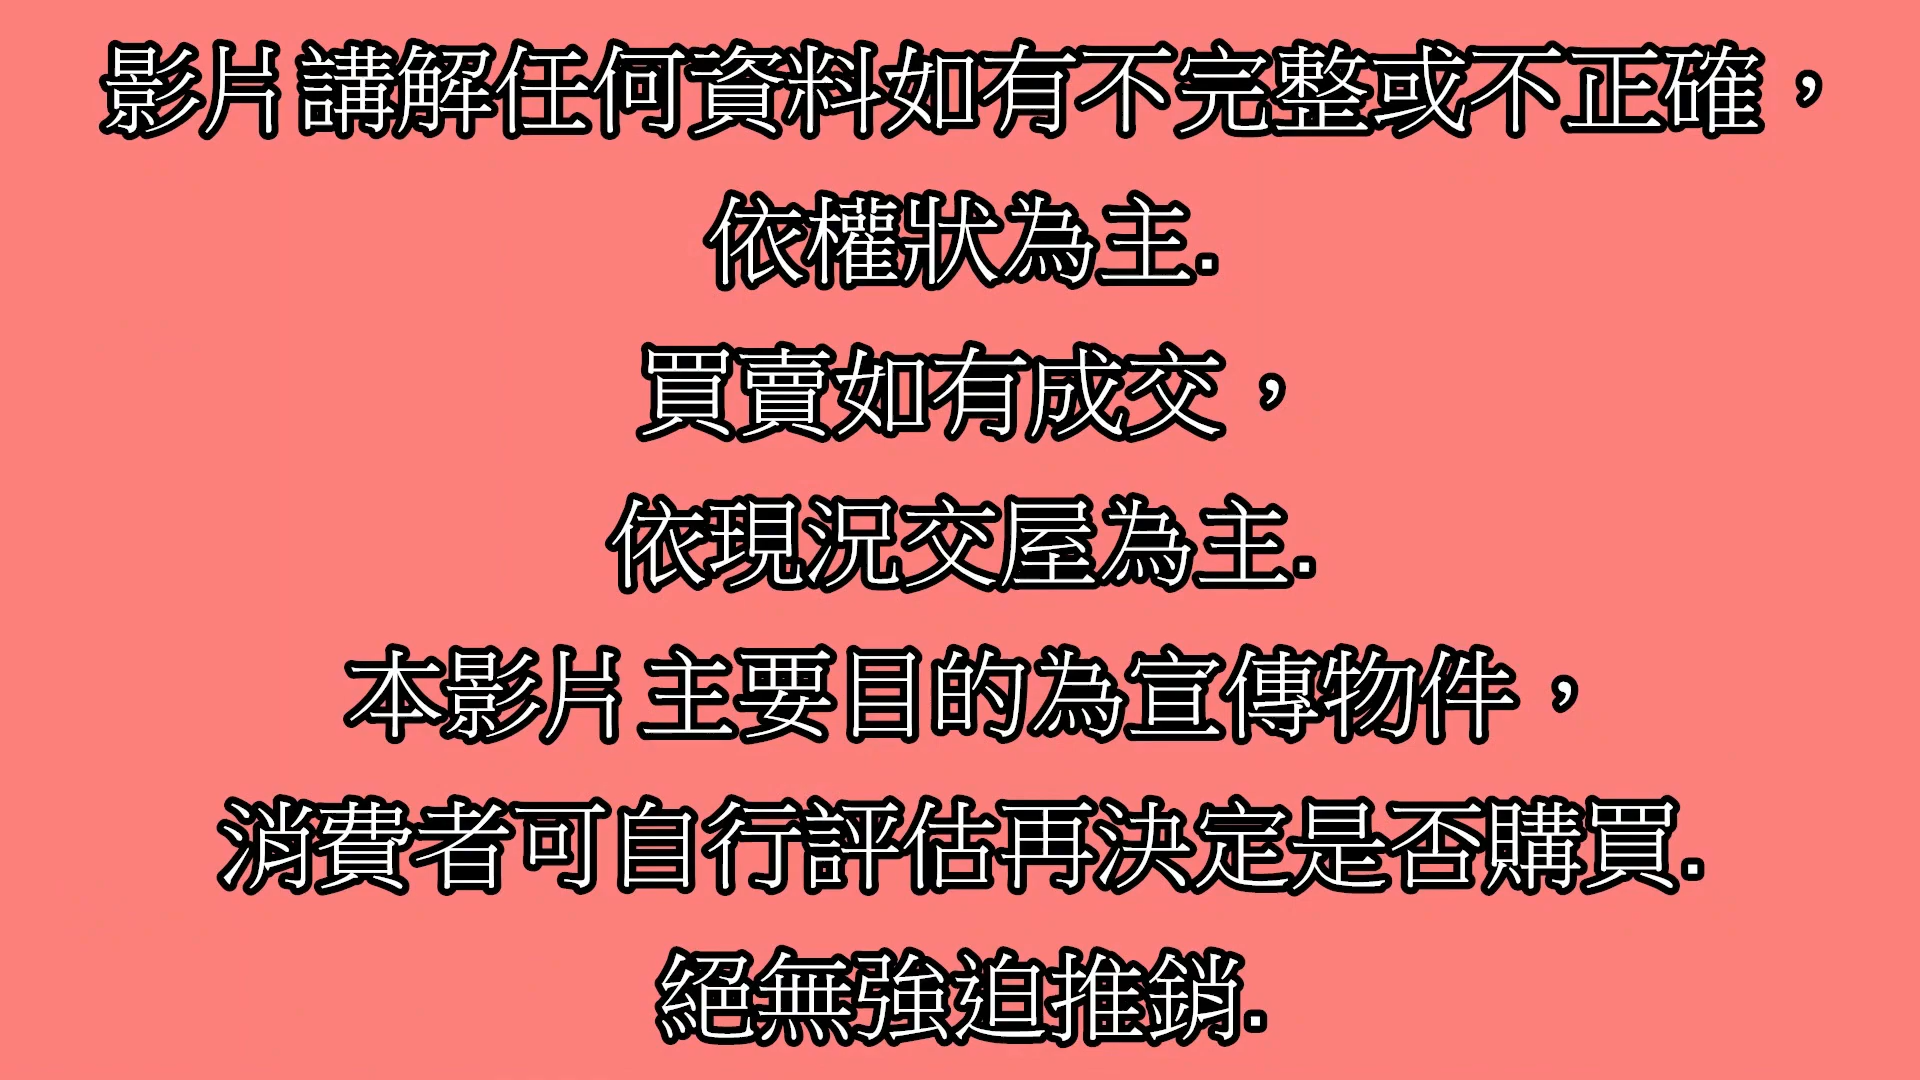 影片講解任何資料如有不完整或不正確，
依權狀為主.
買賣如有成交，
依現況交屋為主.
本影片主要目的為宣傳物件，
消費者可自行評估再決定是否購買.
絕無強迫推銷.